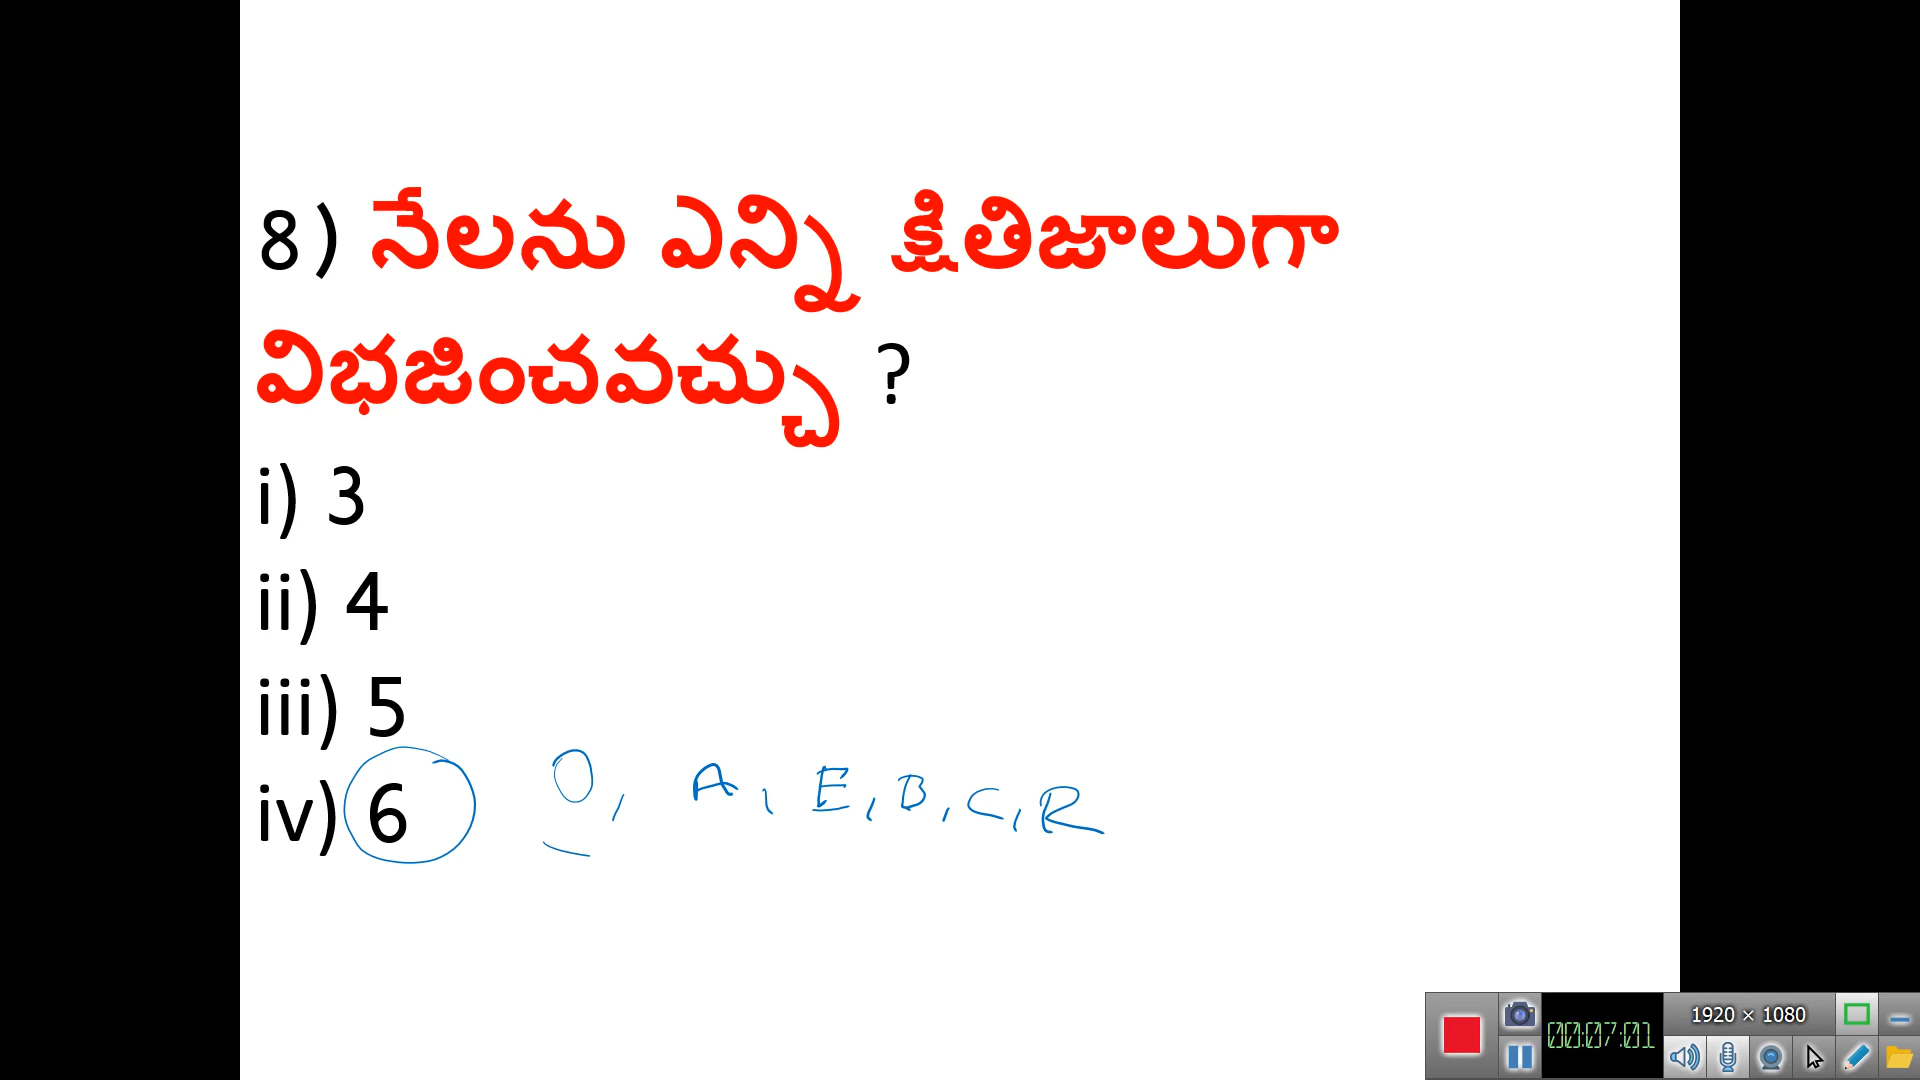 8) నేలను ఎన్ని క్షితిజాలుగా
విభజించవచ్చు ?
i) 3
ii) 4
iii) 5
iv) 6 O, A, E, B, C, R
1920 × 1080
00:07:01